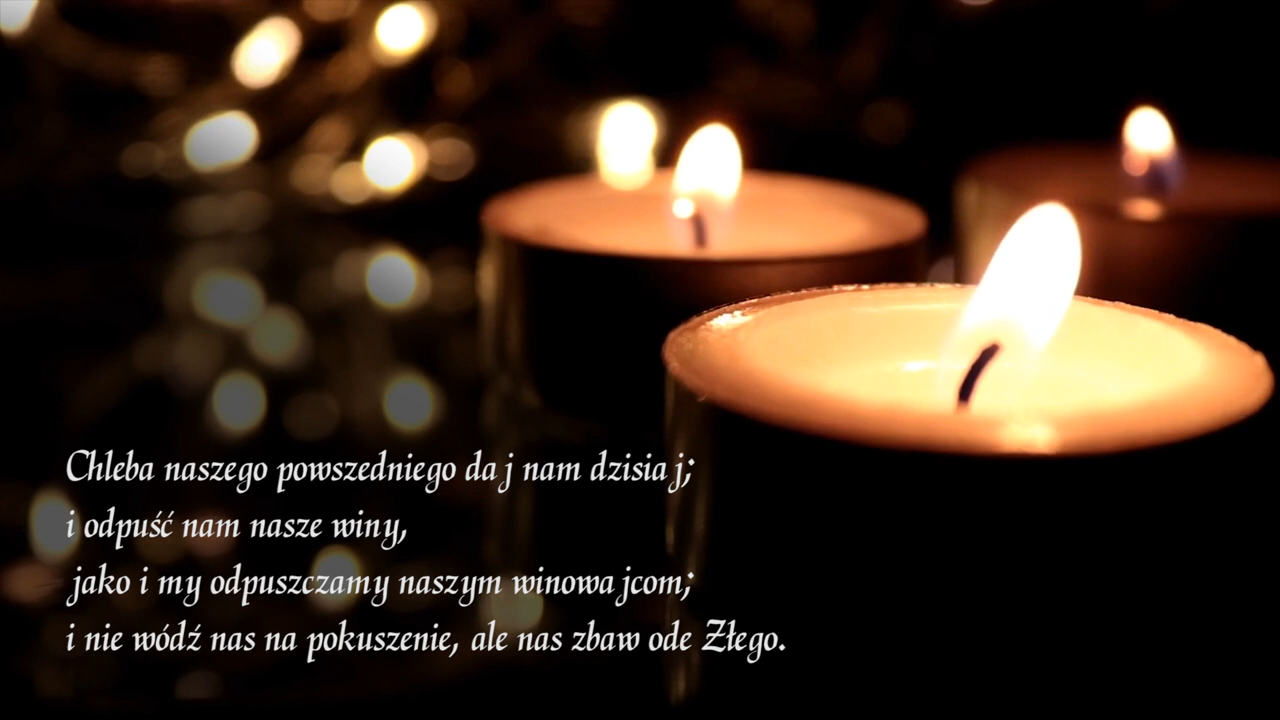 Chleba naszego powszedniego daj nam dzisiaj;
i odpuść nam nasze winy,
jako i my odpuszczamy naszym winowajcom;
i nie wódź nas na pokuszenie, ale nas zbaw ode Złego.